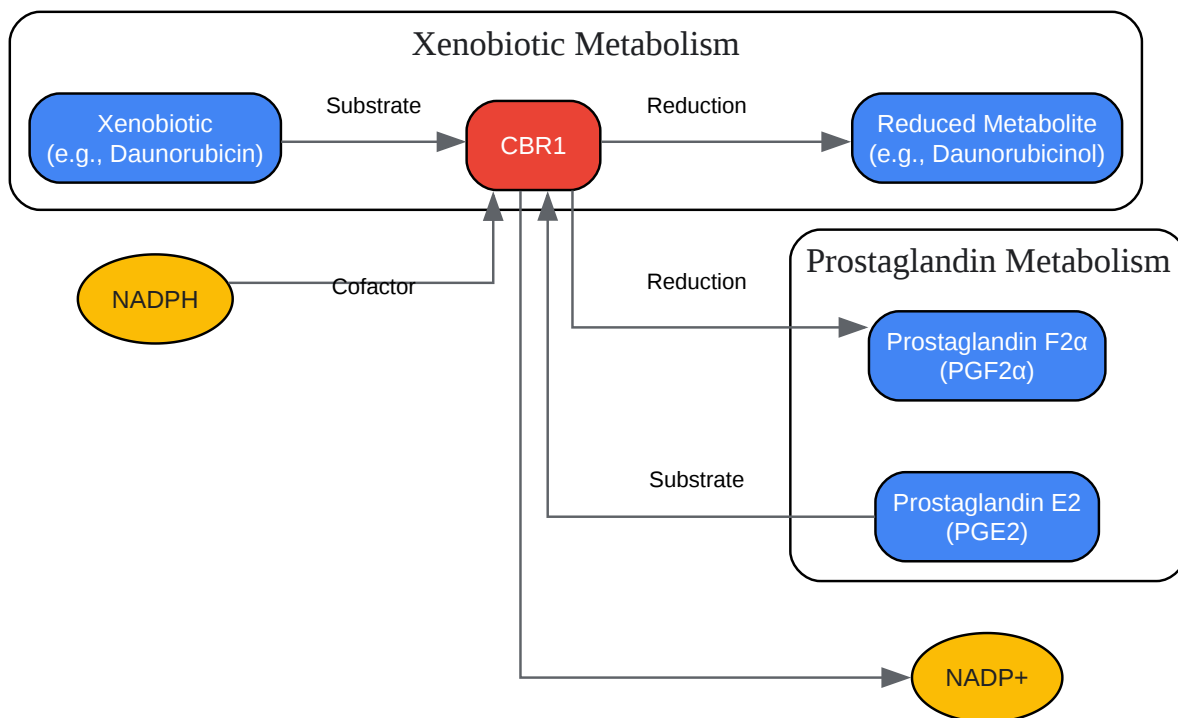 Xenobiotic Metabolism
Substrate
Reduction
Xenobiotic
(e.g., Daunorubicin)
CBR1
Reduced Metabolite
(e.g., Daunorubicinol)
Prostaglandin Metabolism
NADPH
Cofactor
Reduction
Prostaglandin F2α
(PGF2α)
Substrate
Prostaglandin E2
(PGE2)
NADP+